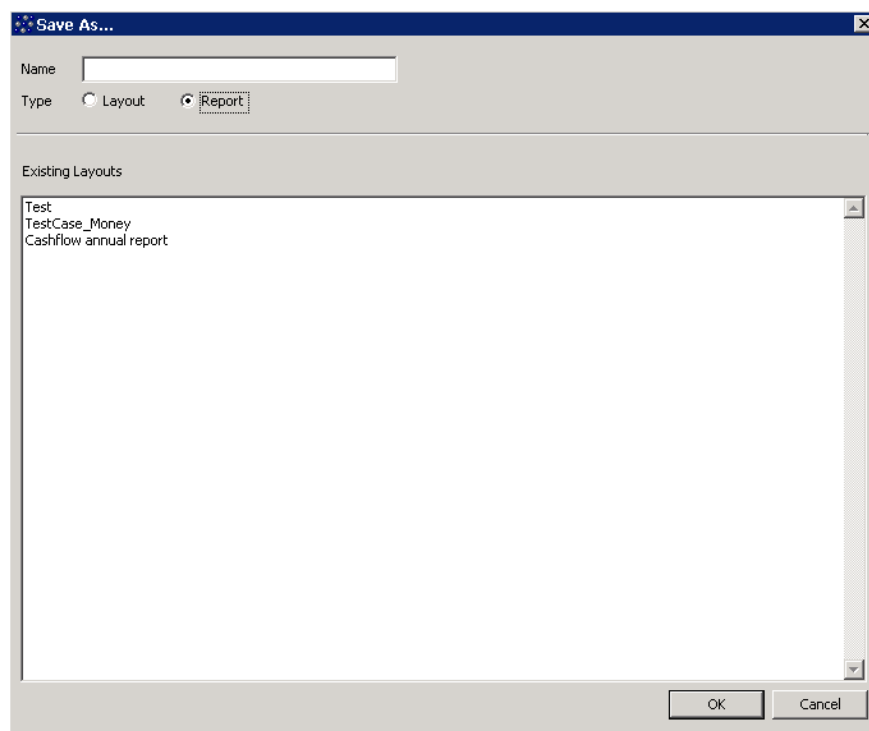 Save As...
Name
Type Layout Report
Existing Layouts
Test
TestCase_Money
Cashflow annual report
OK Cancel